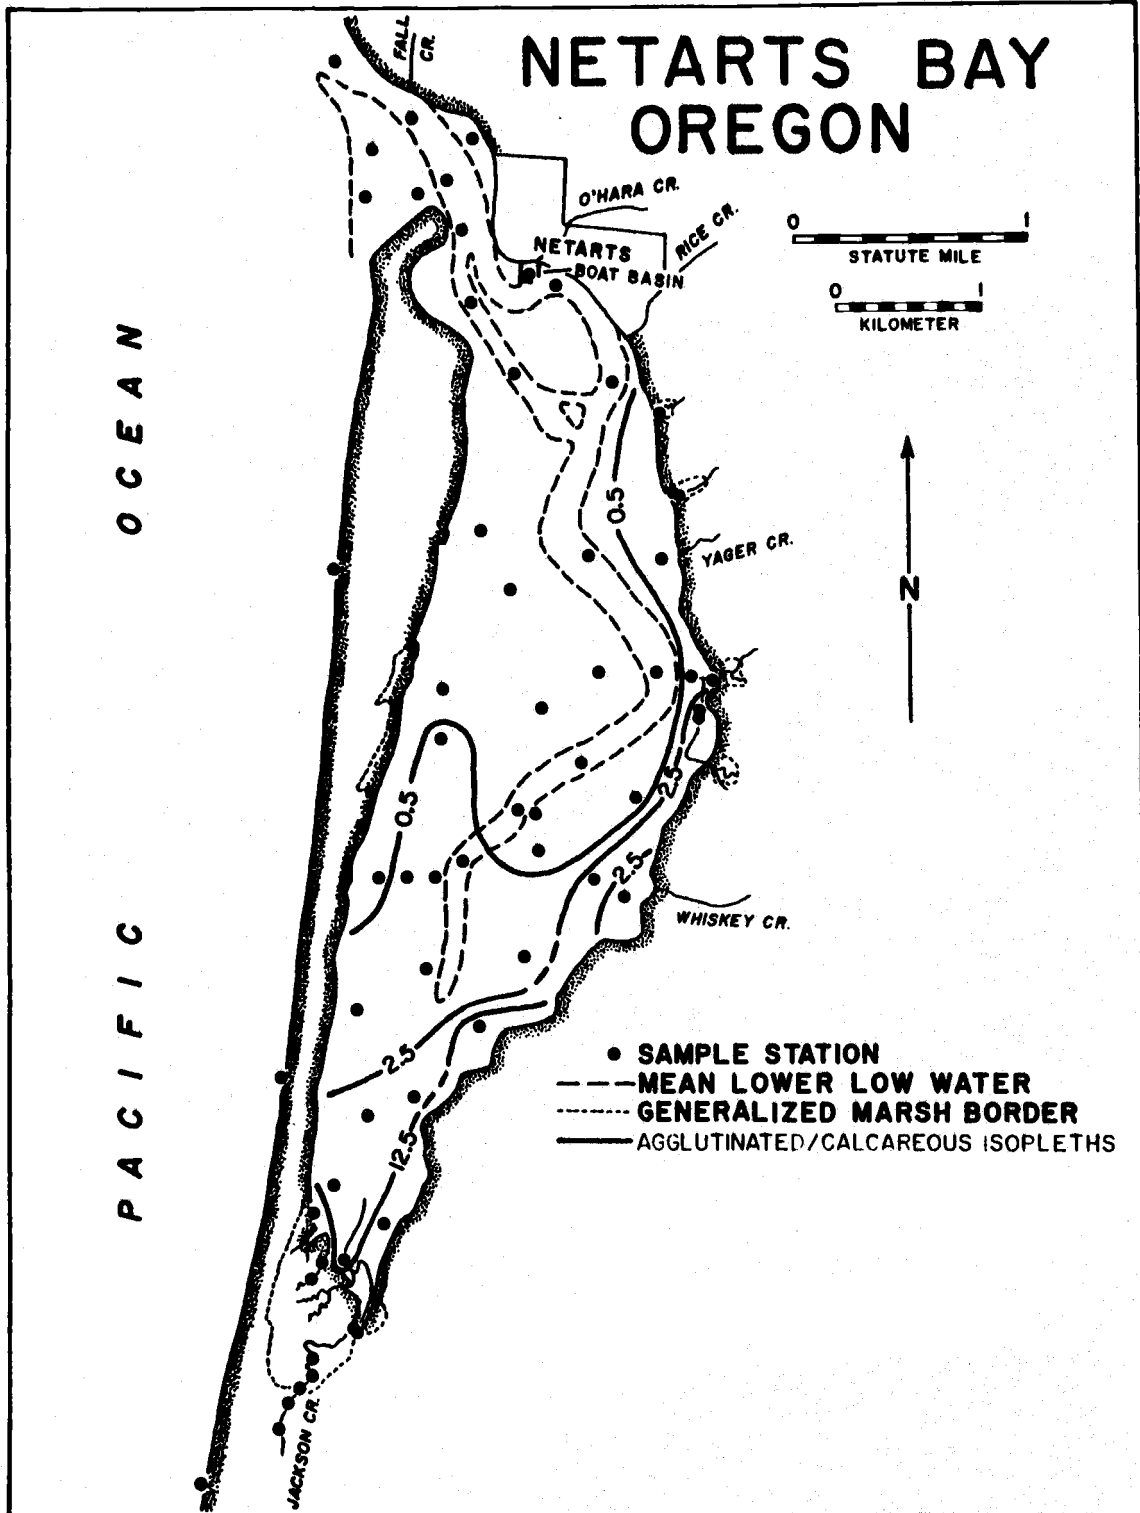 NETARTS BAY
OREGON
FALL
CR.
O'HARA CR.
RICE CR.
NETARTS
BOAT BASIN
0 1
STATUTE MILE
0 1
KILOMETER
OCEAN
0.5
YAGER CR.
N
2.5
0.5
2.5
WHISKEY CR.
PACIFIC
2.5
12.5
SAMPLE STATION
MEAN LOWER LOW WATER
GENERALIZED MARSH BORDER
AGGLUTINATED/CALCAREOUS ISOPLETHS
JACKSON CR.